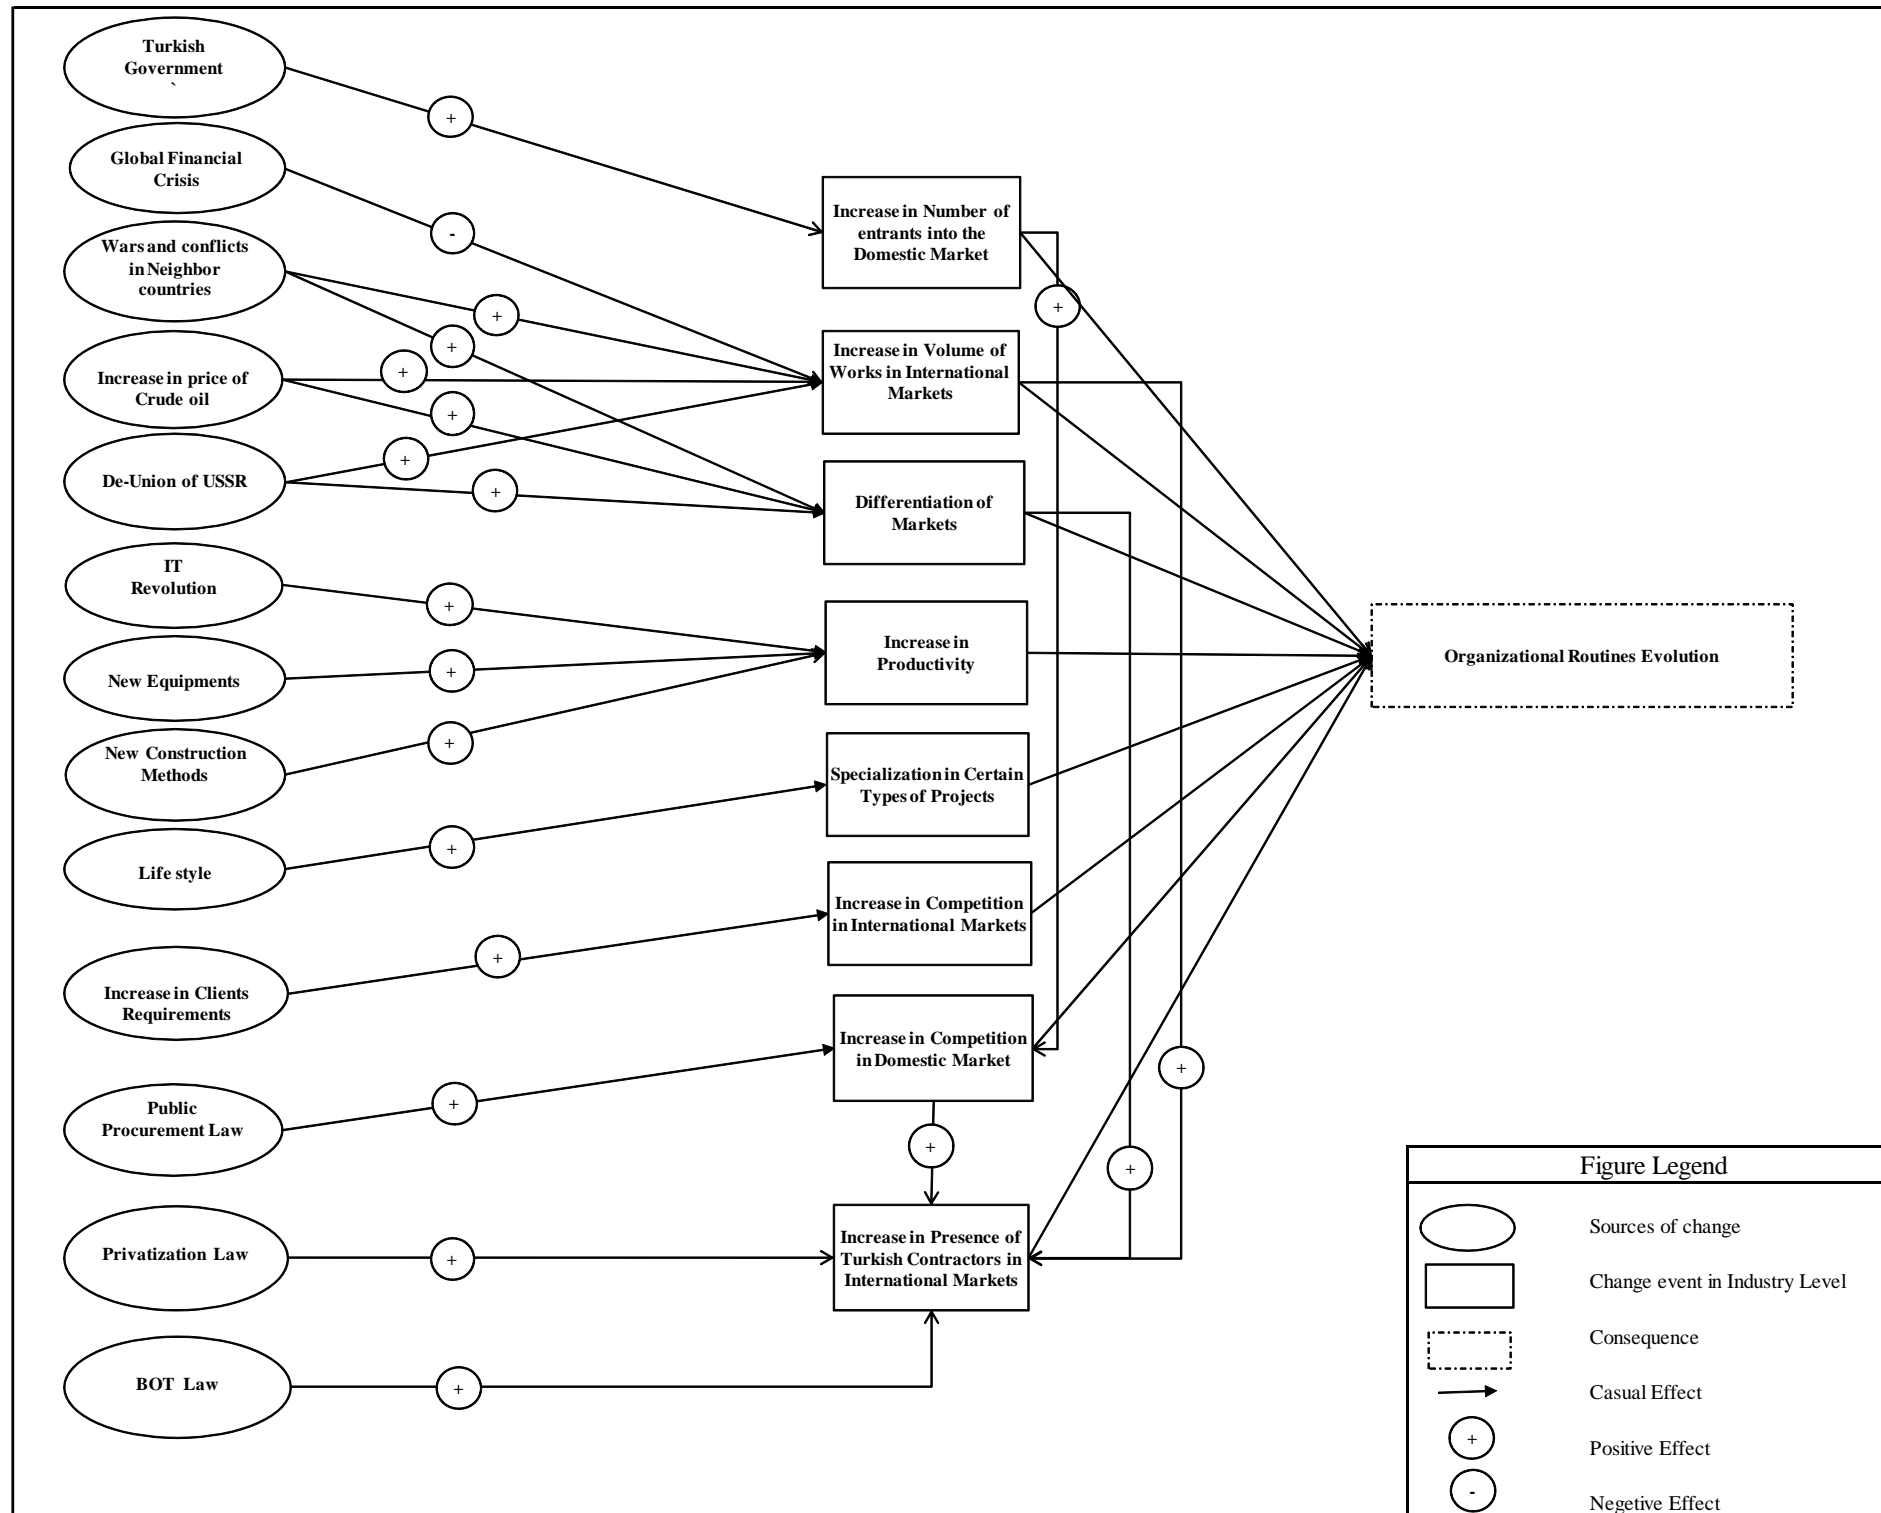 Turkish
Government
`
+
Global Financial
Crisis
-
Wars and conflicts
in Neighbor
countries
+
+
Increase in price of
Crude oil
+
+
De-Union of USSR
+
+
IT
Revolution
+
New Equipments
+
New Construction
Methods
+
Life style
+
Increase in Clients
Requirements
+
Public
Procurement Law
+
Privatization Law
+
BOT Law
+
Increase in Number of
entrants into the
Domestic Market
+
Increase in Volume of
Works in International
Markets
Differentiation of
Markets
Increase in
Productivity
Specialization in Certain
Types of Projects
Increase in Competition
in International Markets
Increase in Competition
in Domestic Market
+
+
+
Increase in Presence of
Turkish Contractors in
International Markets
Organizational Routines Evolution
Figure Legend
Sources of change
Change event in Industry Level
Consequence
Casual Effect
+
Positive Effect
-
Negetive Effect